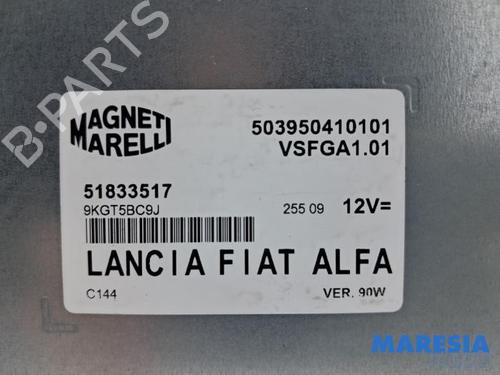 B-PARTS
MAGNETI MARELLI
503950410101
VSFGA1.01
51833517
9KGT5BC9J
255 09 12V=
LANCIA FIAT ALFA
C144 VER. 90W
MARESIA